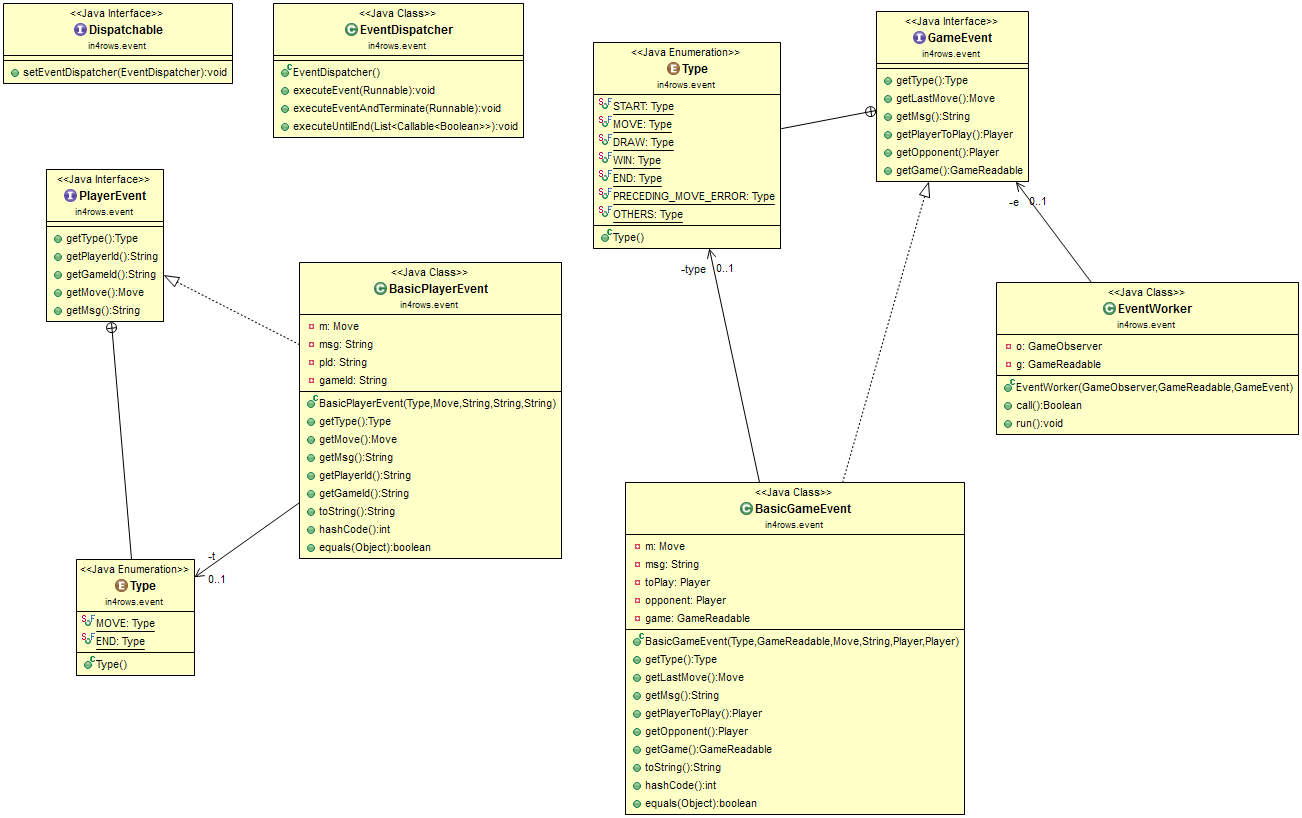 <<Java Interface>>
Dispatchable
in4rows.event
setEventDispatcher(EventDispatcher):void
<<Java Class>>
EventDispatcher
in4rows.event
EventDispatcher()
executeEvent(Runnable):void
executeEventAndTerminate(Runnable):void
executeUntilEnd(List<Callable<Boolean>>):void
<<Java Enumeration>>
Type
in4rows.event
START: Type
MOVE: Type
DRAW: Type
WIN: Type
END: Type
PRECEDING_MOVE_ERROR: Type
OTHERS: Type
Type()
<<Java Interface>>
GameEvent
in4rows.event
getType():Type
getLastMove():Move
getMsg():String
getPlayerToPlay():Player
getOpponent():Player
getGame():GameReadable
-e 0..1
-type 0..1
<<Java Interface>>
PlayerEvent
in4rows.event
getType():Type
getPlayerId():String
getGameId():String
getMove():Move
getMsg():String
<<Java Class>>
BasicPlayerEvent
in4rows.event
m: Move
msg: String
pId: String
gameId: String
BasicPlayerEvent(Type,Move,String,String,String)
getType():Type
getMove():Move
getMsg():String
getPlayerId():String
getGameId():String
toString():String
hashCode():int
equals(Object):boolean
<<Java Class>>
EventWorker
in4rows.event
o: GameObserver
g: GameReadable
EventWorker(GameObserver,GameReadable,GameEvent)
call():Boolean
run():void
-t
0..1
<<Java Enumeration>>
Type
in4rows.event
MOVE: Type
END: Type
Type()
<<Java Class>>
BasicGameEvent
in4rows.event
m: Move
msg: String
toPlay: Player
opponent: Player
game: GameReadable
BasicGameEvent(Type,GameReadable,Move,String,Player,Player)
getType():Type
getLastMove():Move
getMsg():String
getPlayerToPlay():Player
getOpponent():Player
getGame():GameReadable
toString():String
hashCode():int
equals(Object):boolean